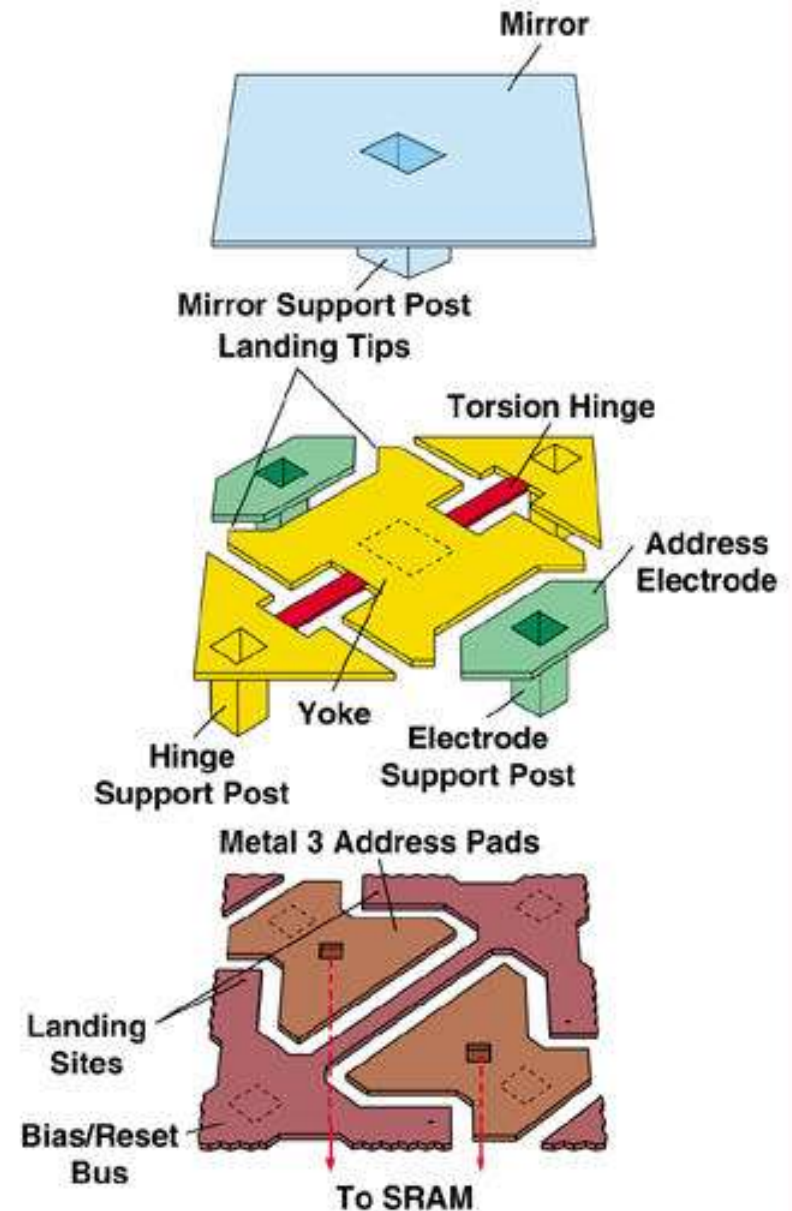 Mirror
Mirror Support Post
Landing Tips
Torsion Hinge
Address
Electrode
Yoke
Electrode
Support Post
Hinge
Support Post
Metal 3 Address Pads
Landing
Sites
Bias/Reset
Bus
To SRAM